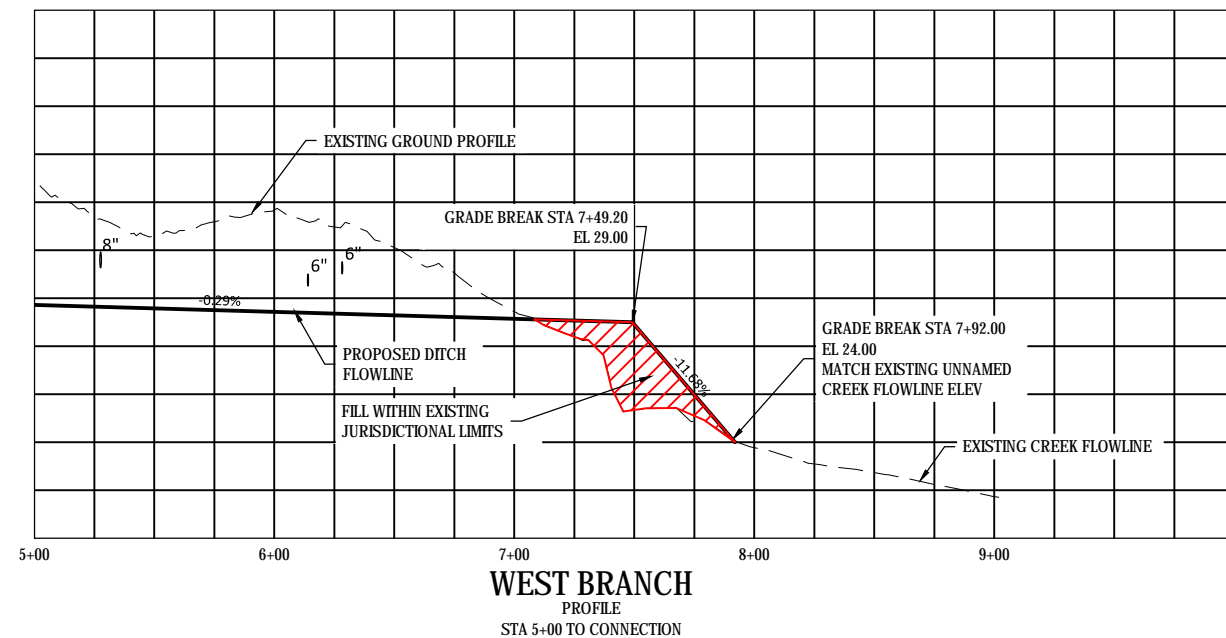 EXISTING GROUND PROFILE
GRADE BREAK STA 7+49.20
EL 29.00
8"
6"
6"
-0.29%
PROPOSED DITCH
FLOWLINE
-11.68%
GRADE BREAK STA 7+92.00
EL 24.00
MATCH EXISTING UNNAMED
CREEK FLOWLINE ELEV
FILL WITHIN EXISTING
JURISDICTIONAL LIMITS
EXISTING CREEK FLOWLINE
5+00
6+00
7+00
8+00
9+00
WEST BRANCH
PROFILE
STA 5+00 TO CONNECTION